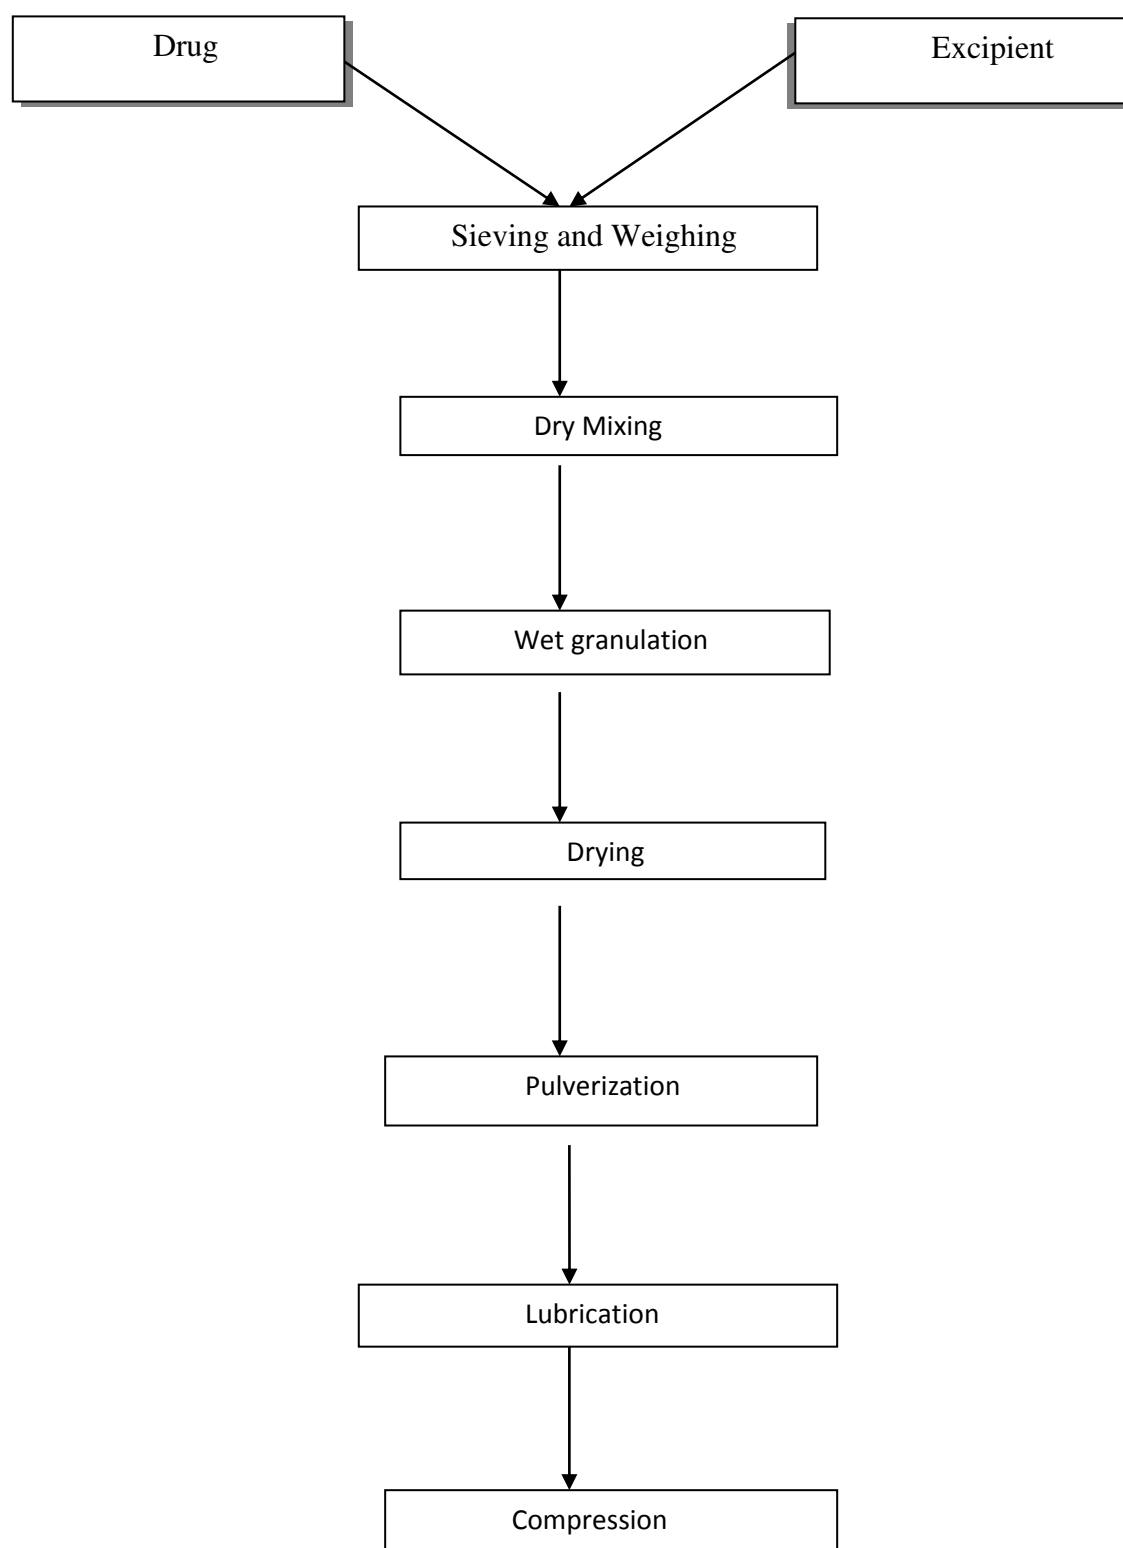 Drug
Excipient
Sieving and Weighing
Dry Mixing
Wet granulation
Drying
Pulverization
Lubrication
Compression